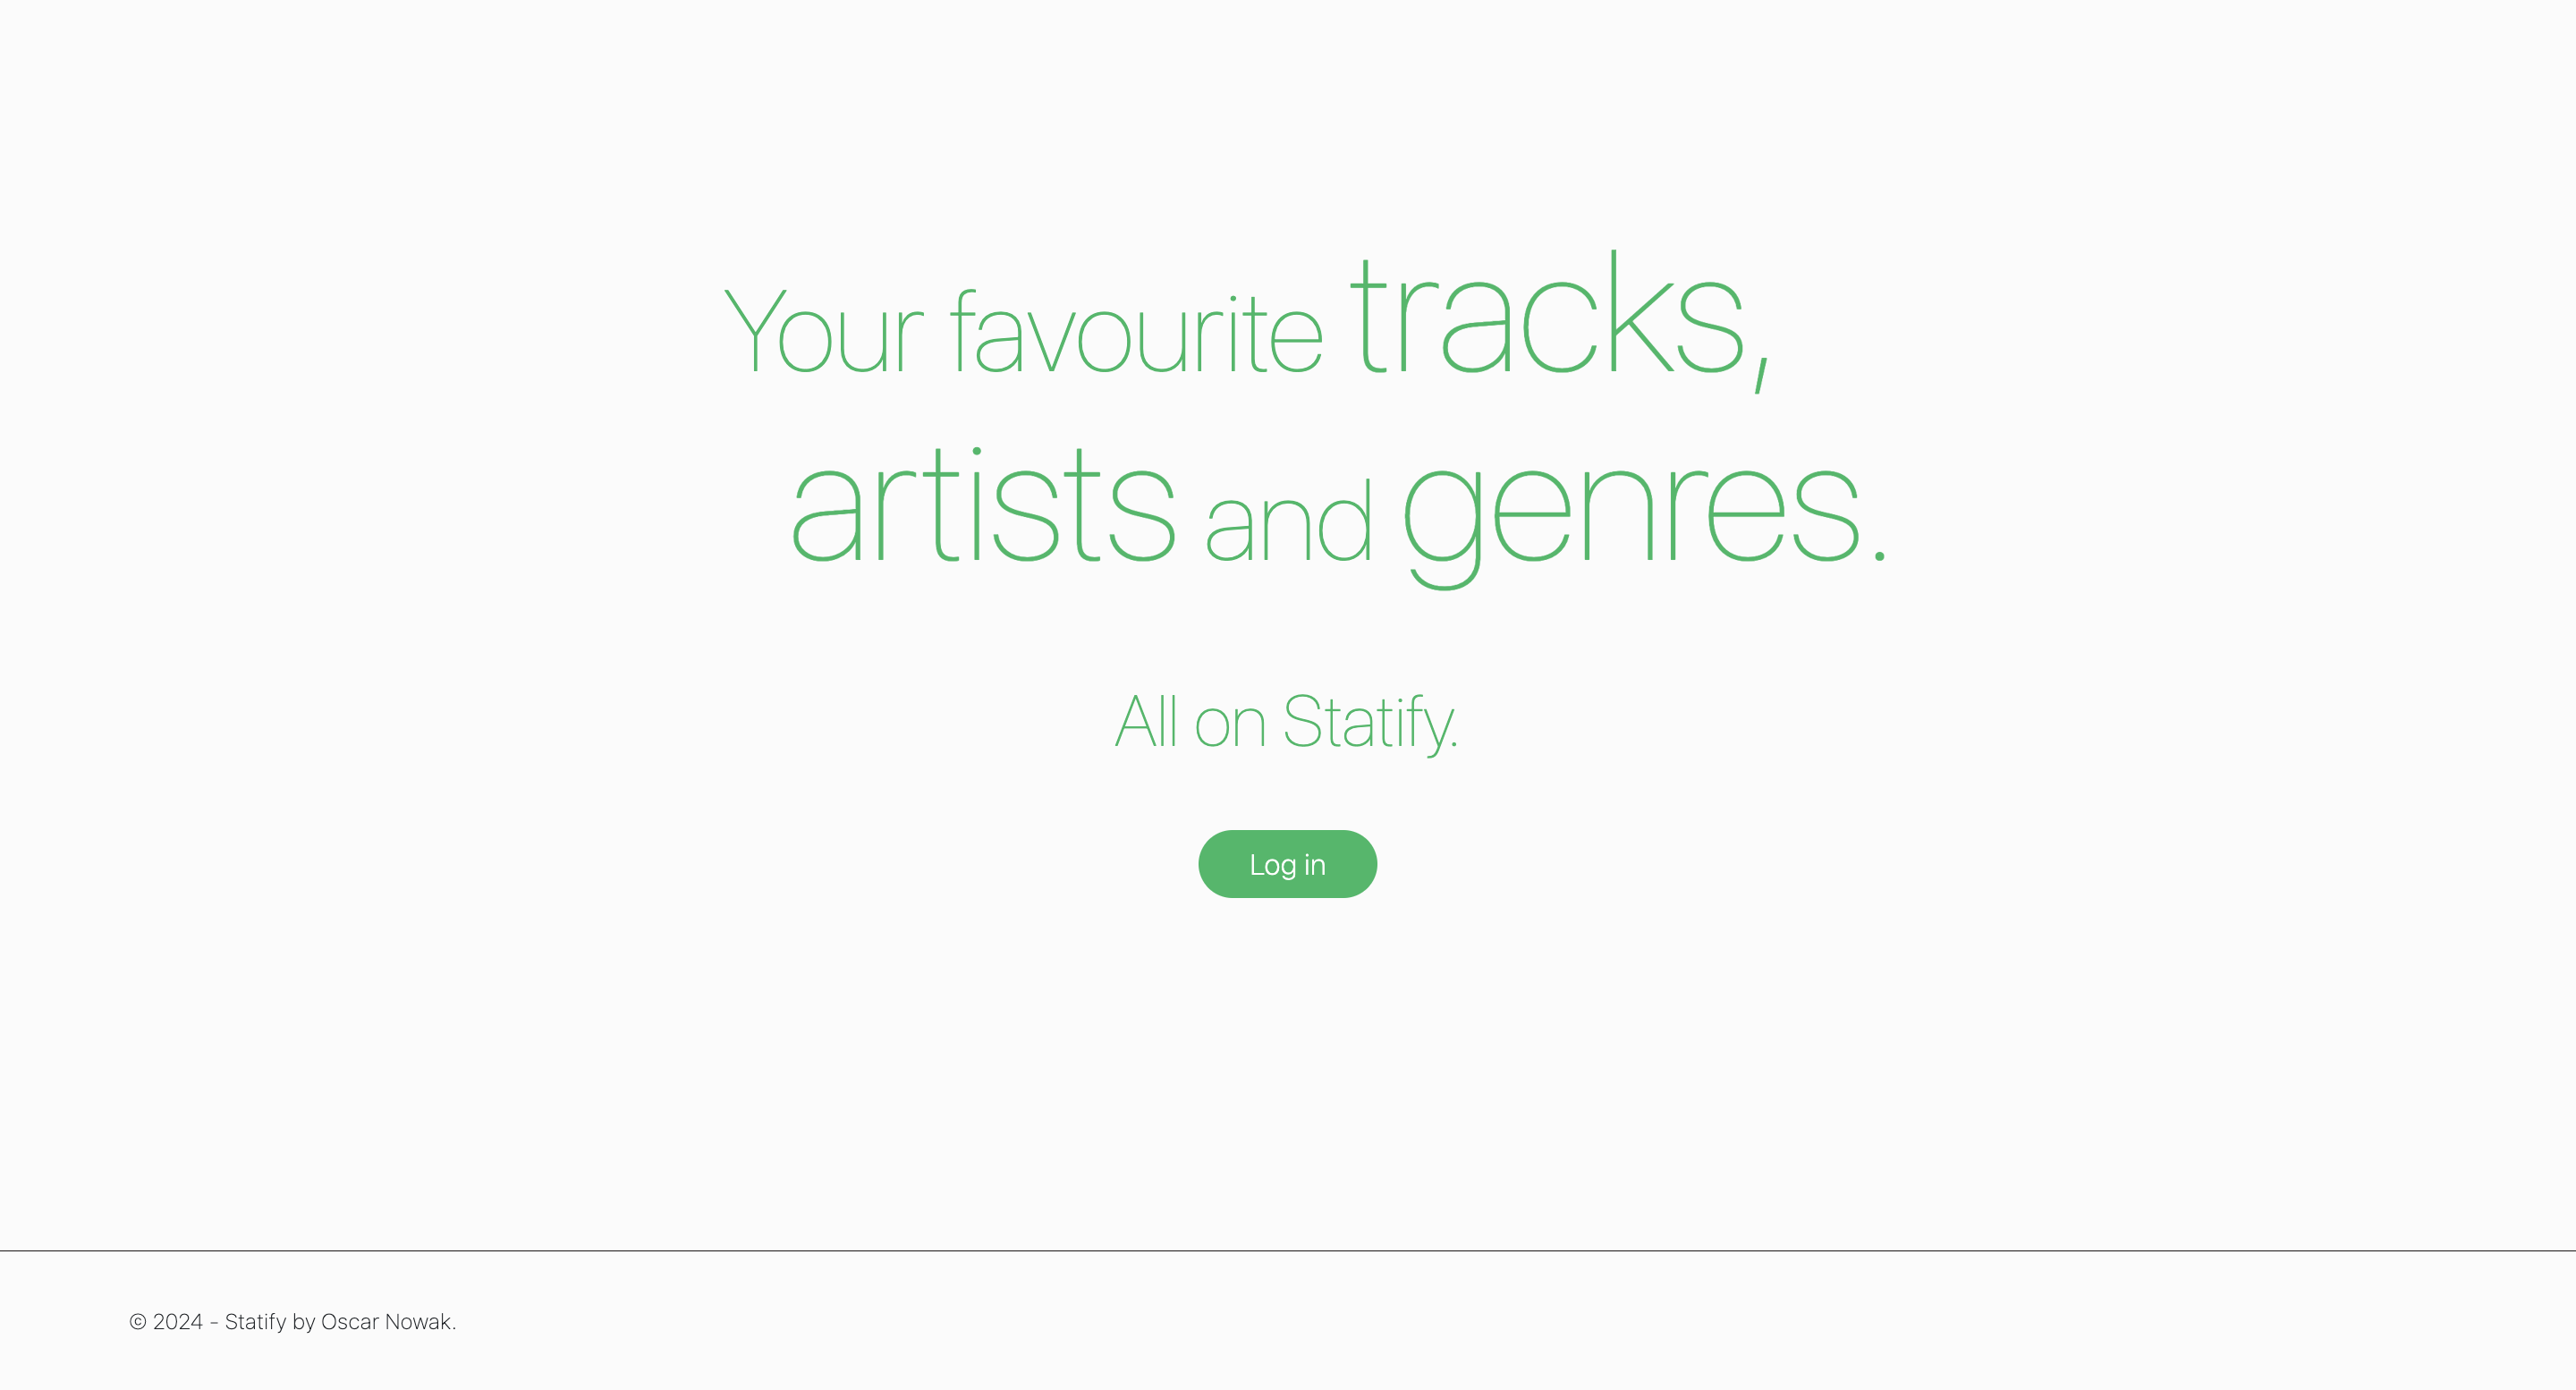 Your favourite tracks,
artists and genres.
All on Statify.
Log in
© 2024 - Statify by Oscar Nowak.